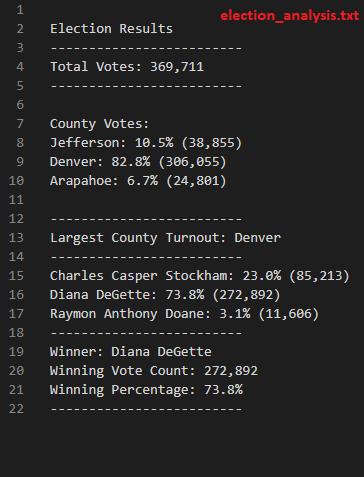 election_analysis.txt
1
2 Election Results
3 -------------------------
4 Total Votes: 369,711
5 -------------------------
6
7 County Votes:
8 Jefferson: 10.5% (38,855)
9 Denver: 82.8% (306,055)
10 Arapahoe: 6.7% (24,801)
11
12 -------------------------
13 Largest County Turnout: Denver
14 -------------------------
15 Charles Casper Stockham: 23.0% (85,213)
16 Diana DeGette: 73.8% (272,892)
17 Raymon Anthony Doane: 3.1% (11,606)
18 -------------------------
19 Winner: Diana DeGette
20 Winning Vote Count: 272,892
21 Winning Percentage: 73.8%
22 -------------------------